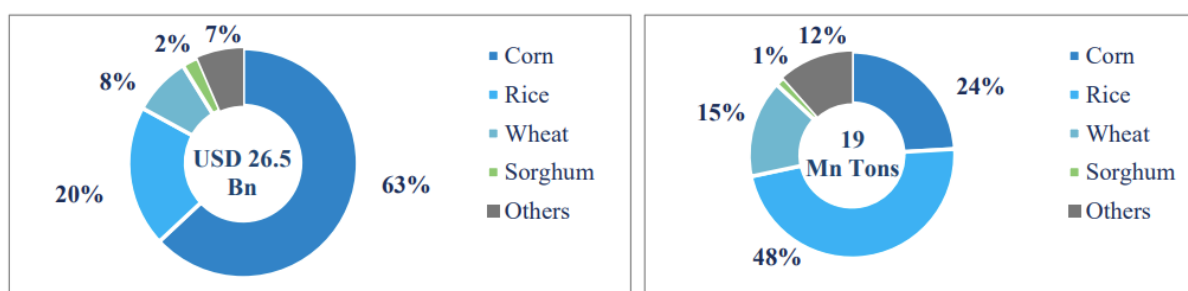 7%
2%
8%
20%
63%
USD 26.5
Bn
Corn
Rice
Wheat
Sorghum
Others
12%
1%
15%
24%
48%
19
Mn Tons
Corn
Rice
Wheat
Sorghum
Others